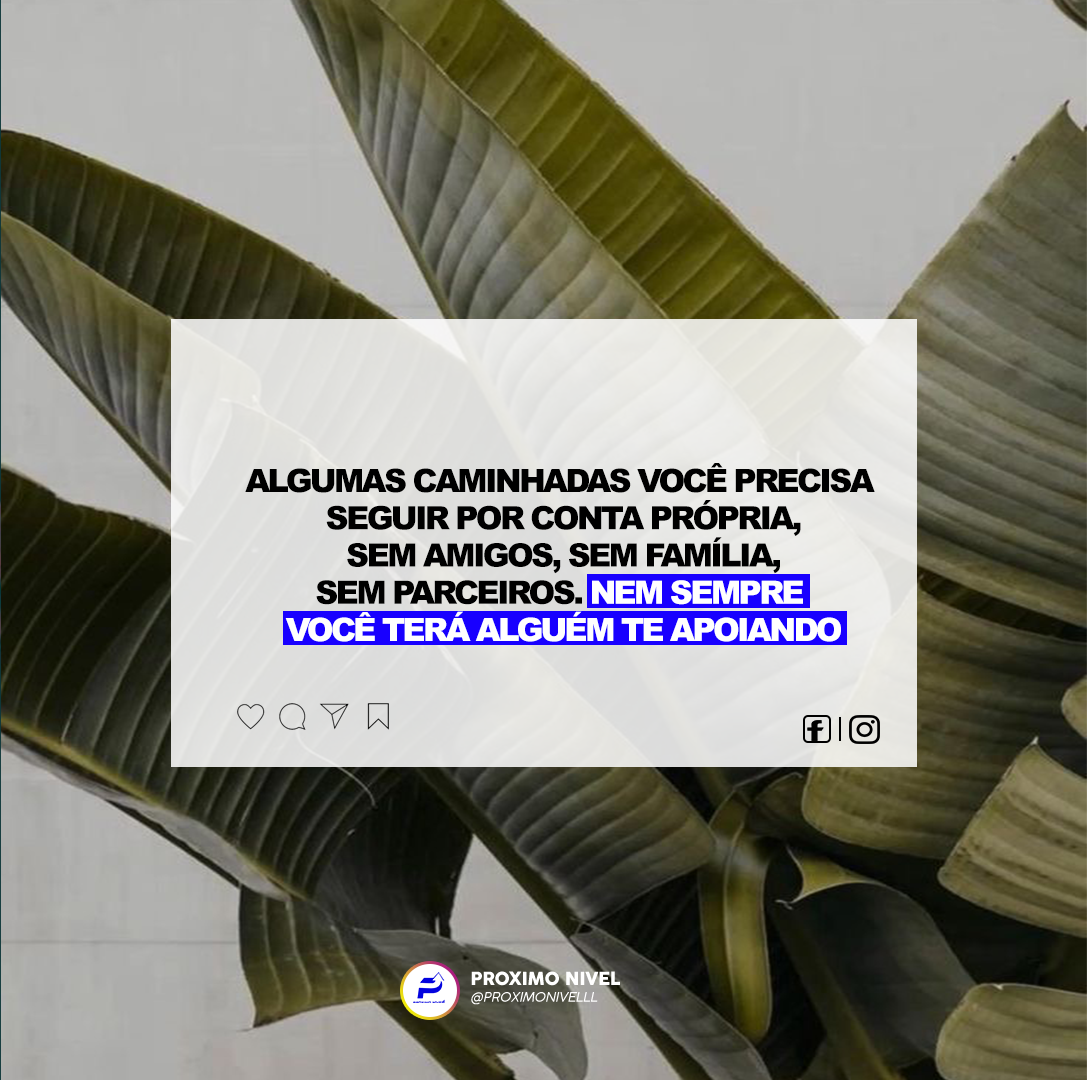 ALGUMAS CAMINHADAS VOCÊ PRECISA
SEGUIR POR CONTA PRÓPRIA,
SEM AMIGOS, SEM FAMÍLIA,
SEM PARCEIROS. NEM SEMPRE
VOCÊ TERÁ ALGUÉM TE APOIANDO
PROXIMO NIVEL
@PROXIMONIVELLL